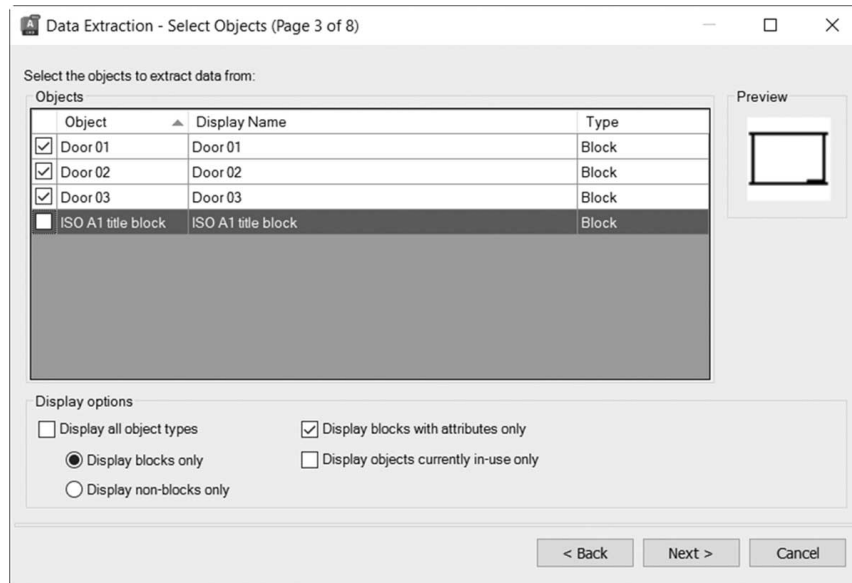 Data Extraction - Select Objects (Page 3 of 8)
Select the objects to extract data from:
Objects
Preview
Object Display Name Type
Door 01 Door 01 Block
Door 02 Door 02 Block
Door 03 Door 03 Block
ISO A1 title block ISO A1 title block Block
Display options
Display all object types
Display blocks with attributes only
Display blocks only
Display objects currently in-use only
Display non-blocks only
< Back Next > Cancel